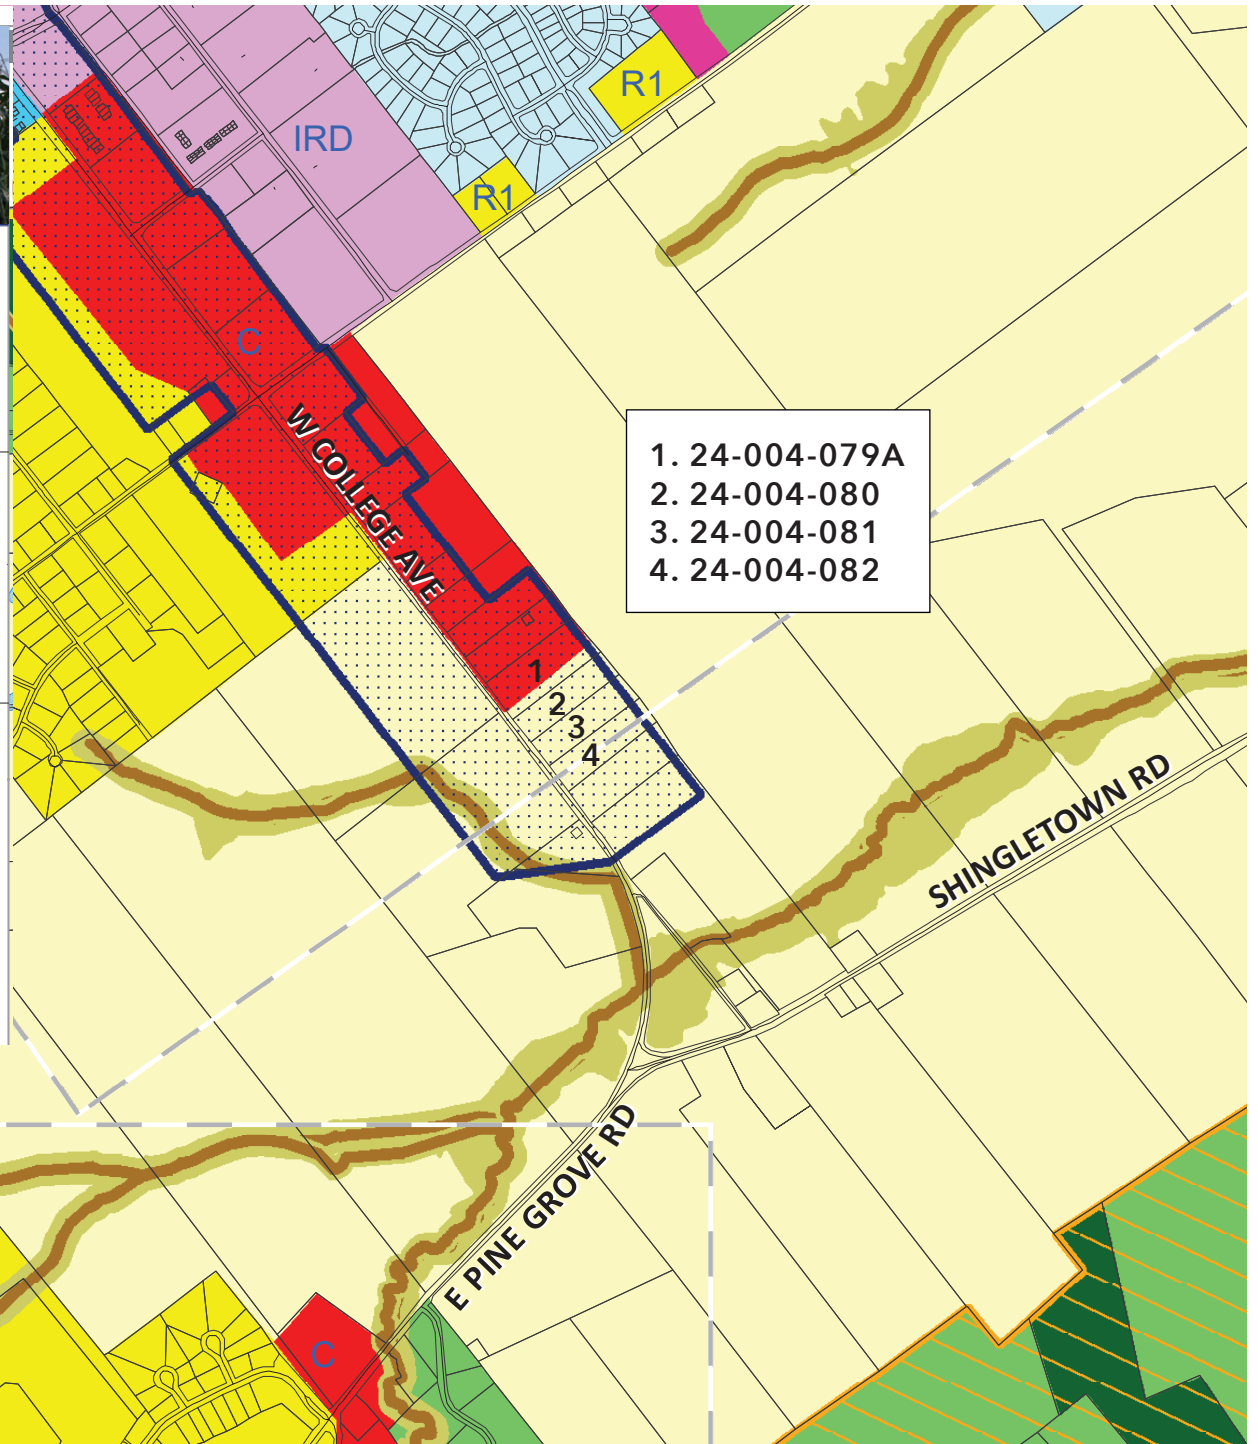 R1
IRD
R1
C
W COLLEGE AVE
1. 24-004-079A
2. 24-004-080
3. 24-004-081
4. 24-004-082
1
2
3
4
SHINGLETOWN RD
E PINE GROVE RD
C